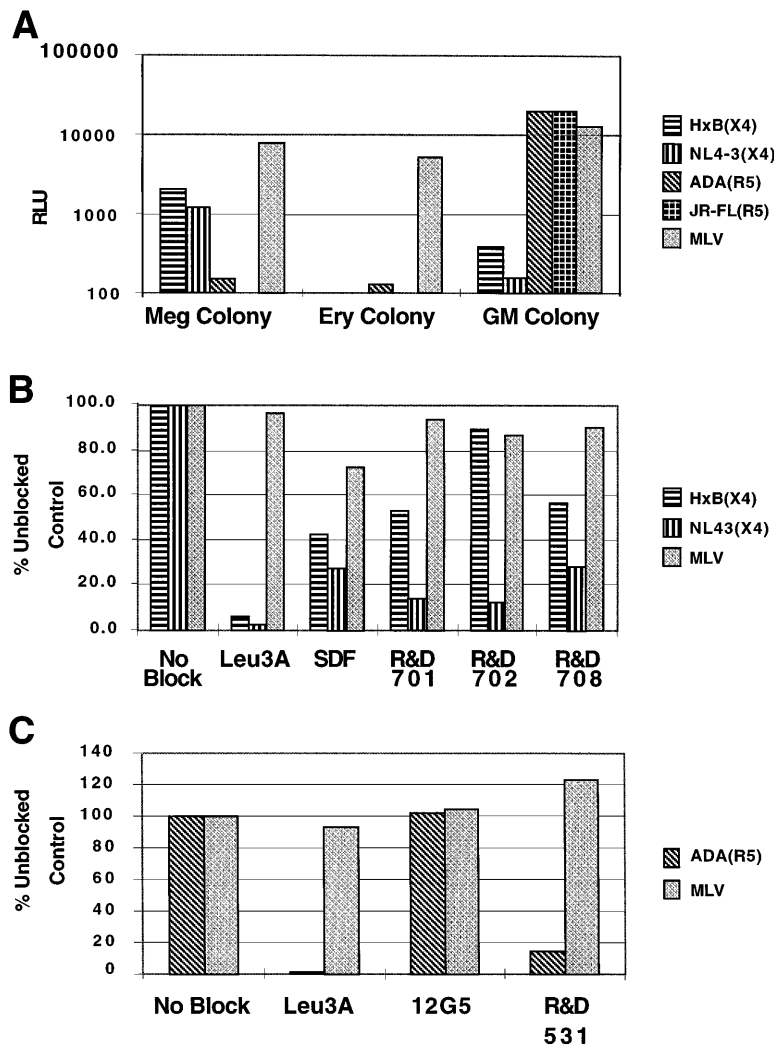 A
100000
10000
1000
100
RLU
Meg Colony
Ery Colony
GM Colony
HxB(X4)
NL4-3(X4)
ADA(R5)
JR-FL(R5)
MLV
B
100.0
80.0
60.0
40.0
20.0
0.0
% Unblocked
Control
No
Block
Leu3A
SDF
R&D
701
R&D
702
R&D
708
HxB(X4)
NL43(X4)
MLV
C
140
120
100
80
60
40
20
0
% Unblocked
Control
No Block
Leu3A
12G5
R&D
531
ADA(R5)
MLV